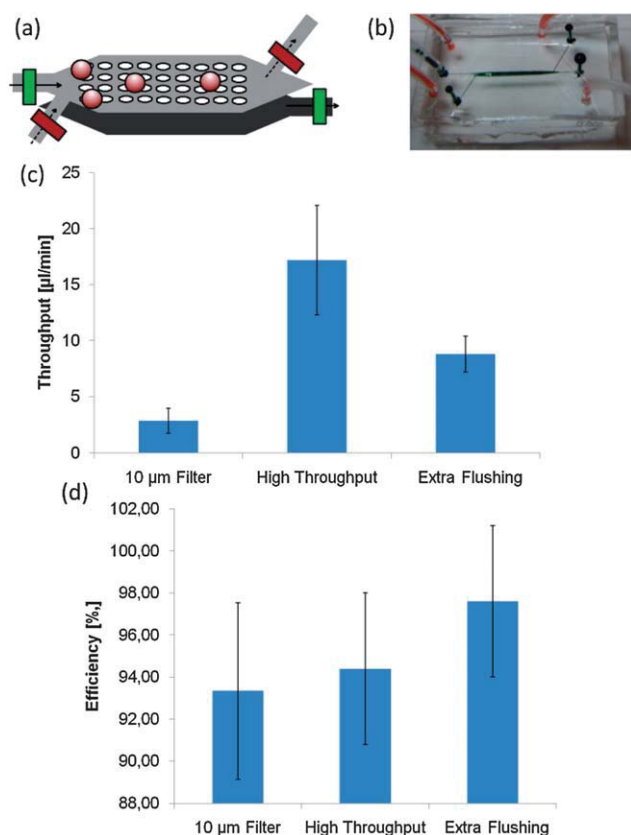 (a)
(b)
(c)
Throughput [µl/min]
25
20
15
10
5
0
10 µm Filter High Throughput Extra Flushing
(d)
Efficiency [%,]
102,00
100,00
98,00
96,00
94,00
92,00
90,00
88,00
10 µm Filter High Throughput Extra Flushing